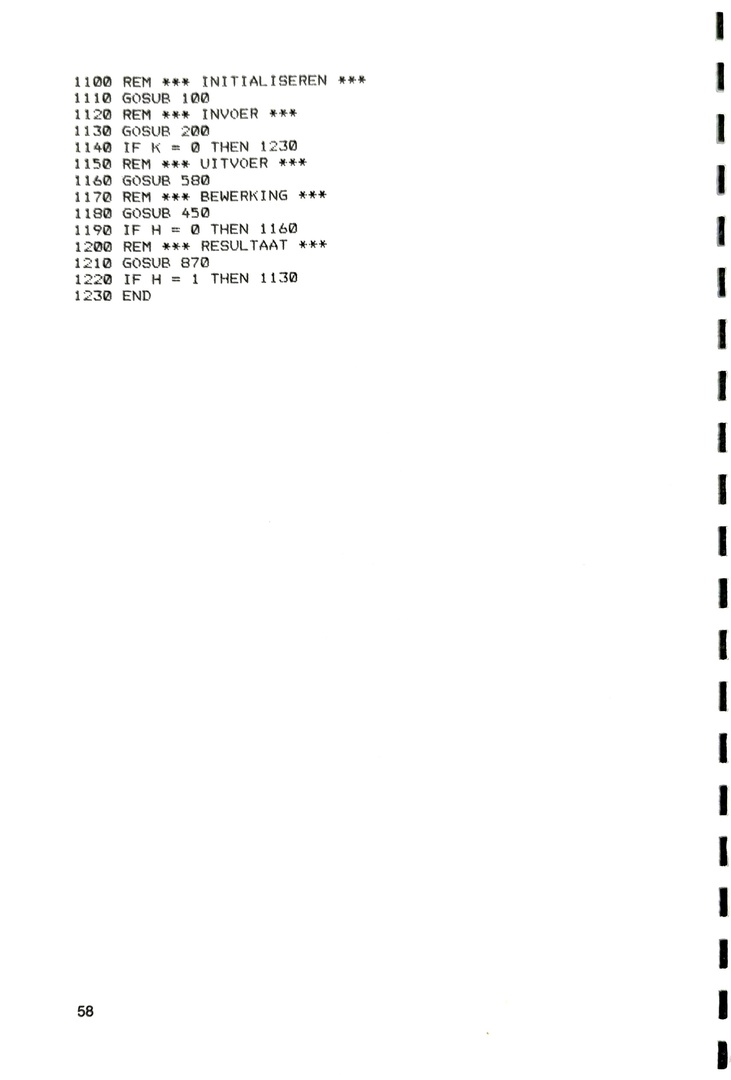 1100 REM *** INITIALISEREN ***
1110 GOSUB 100
1120 REM *** INVOER ***
1130 GOSUB 200
1140 IF K = 0 THEN 1230
1150 REM *** UITVOER ***
1160 GOSUB 580
1170 REM *** BEWERKING ***
1180 GOSUB 450
1190 IF H = 0 THEN 1160
1200 REM *** RESULTAAT ***
1210 GOSUB 870
1220 IF H = 1 THEN 1130
1230 END
58